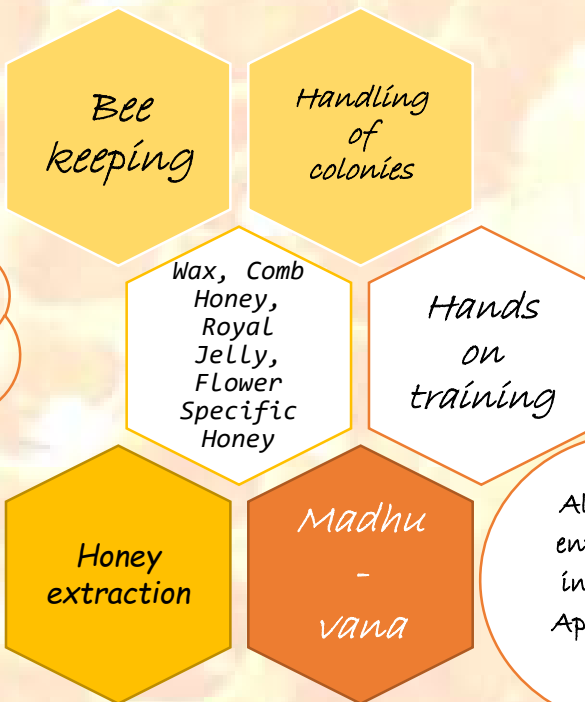 Bee
keeping
Handling
of
colonies
Wax, Comb
Honey,
Royal
Jelly,
Flower
Specific
Honey
Hands
on
training
Honey
extraction
Madhu
-
vana